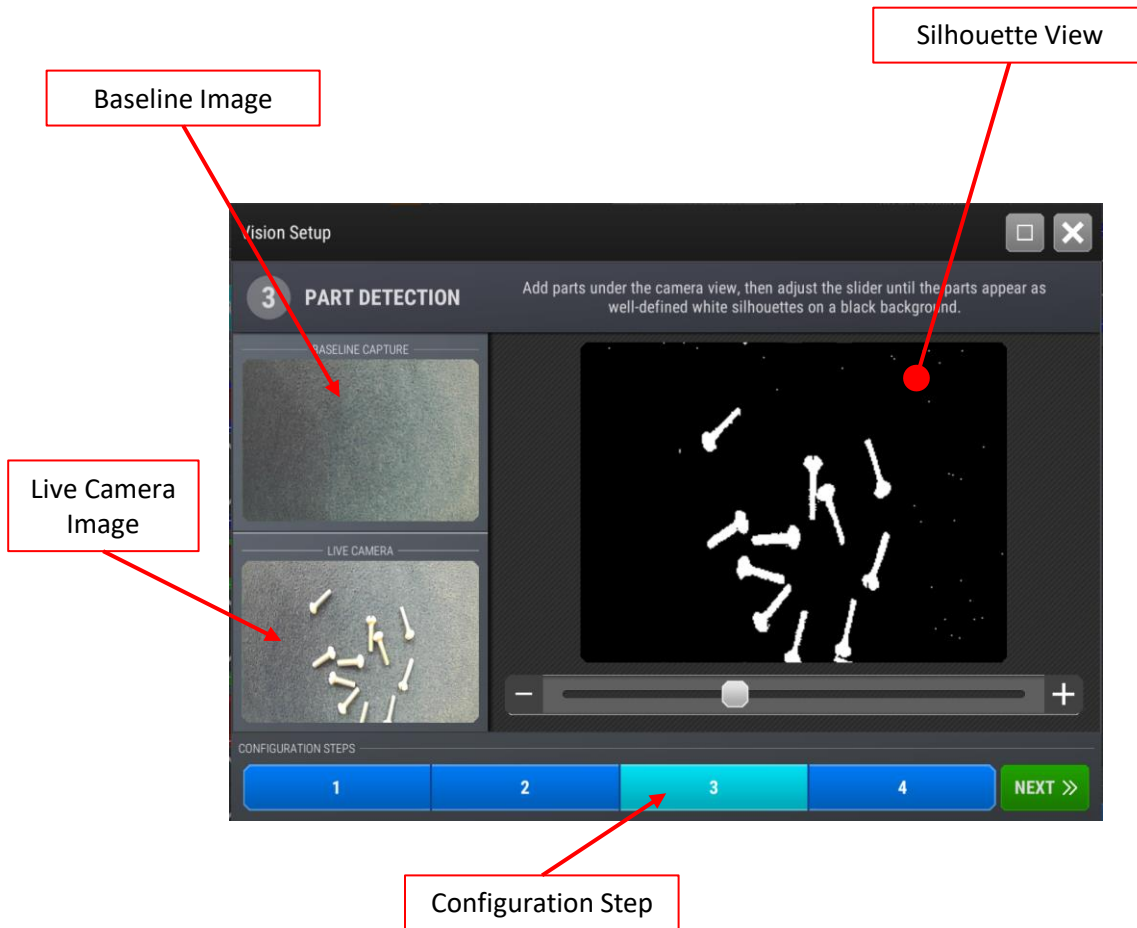 Silhouette View
Baseline Image
Vision Setup
3 PART DETECTION
Add parts under the camera view, then adjust the slider until the parts appear as
well-defined white silhouettes on a black background.
BASELINE CAPTURE
Live Camera
Image
LIVE CAMERA
− +
CONFIGURATION STEPS
1 2 3 4 NEXT >>
Configuration Step